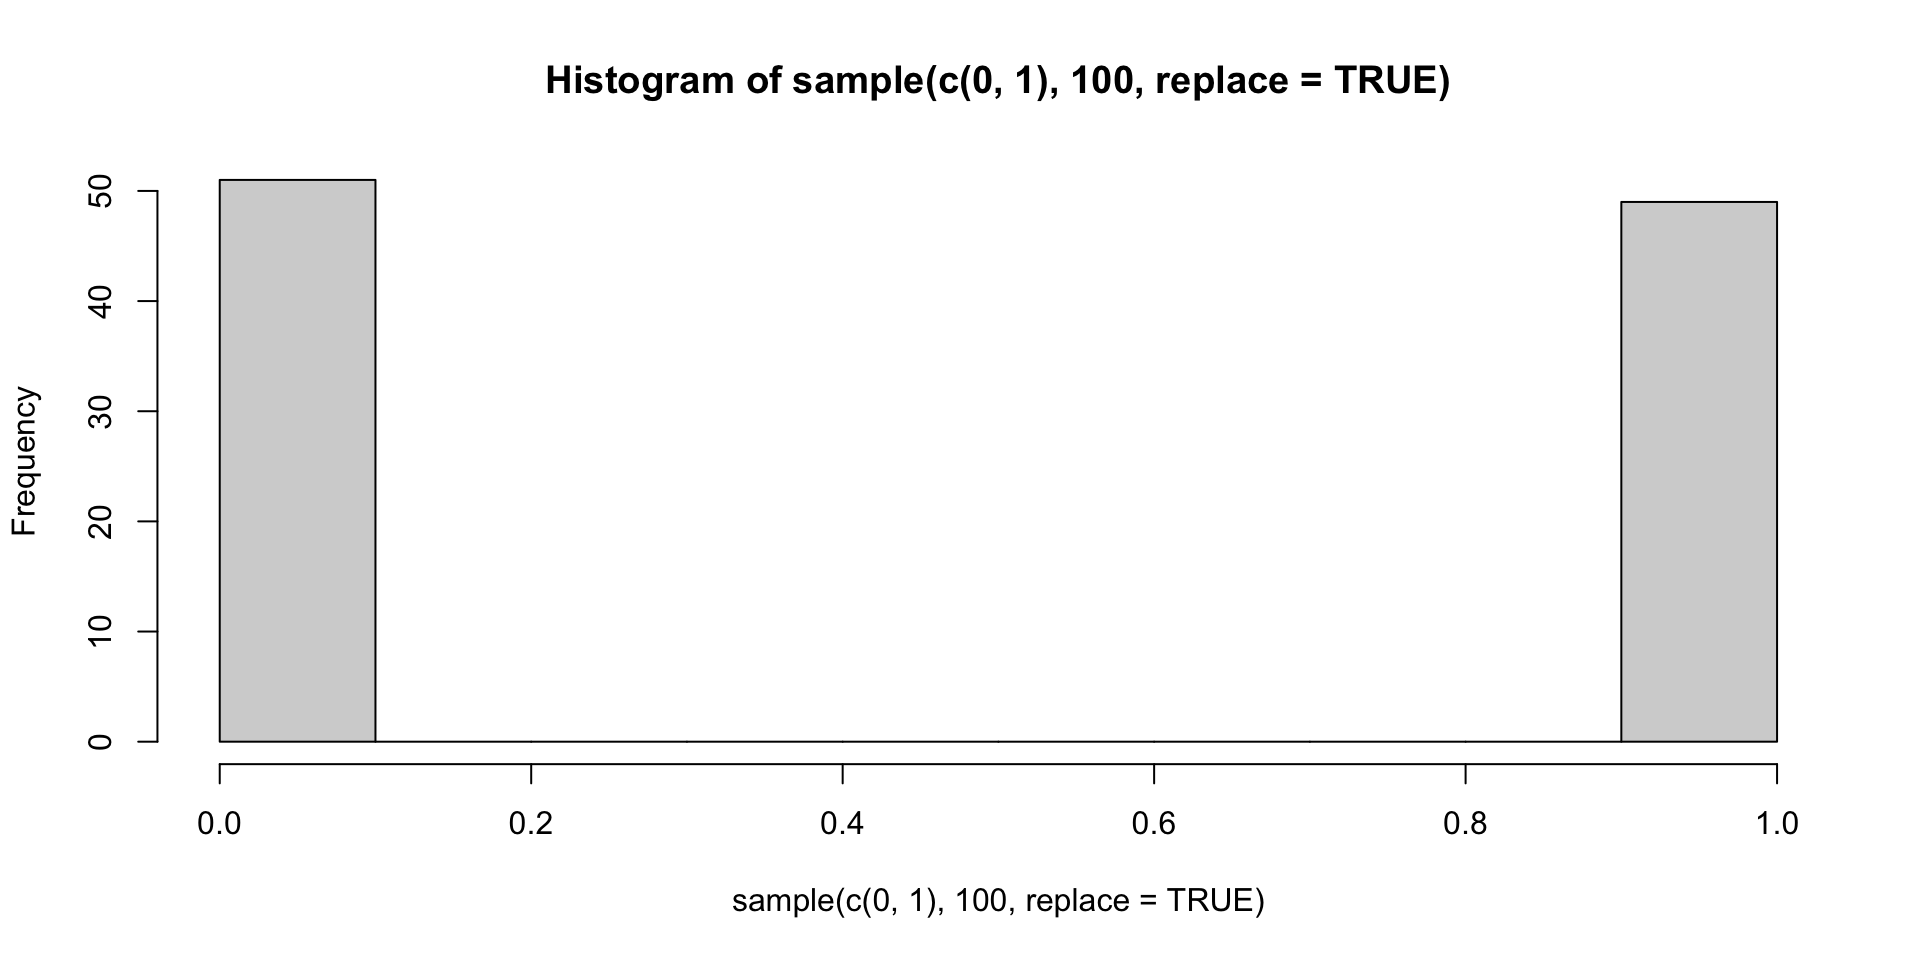 Histogram of sample(c(0, 1), 100, replace = TRUE)
Frequency
50
40
30
20
10
0
0.0 0.2 0.4 0.6 0.8 1.0
sample(c(0, 1), 100, replace = TRUE)